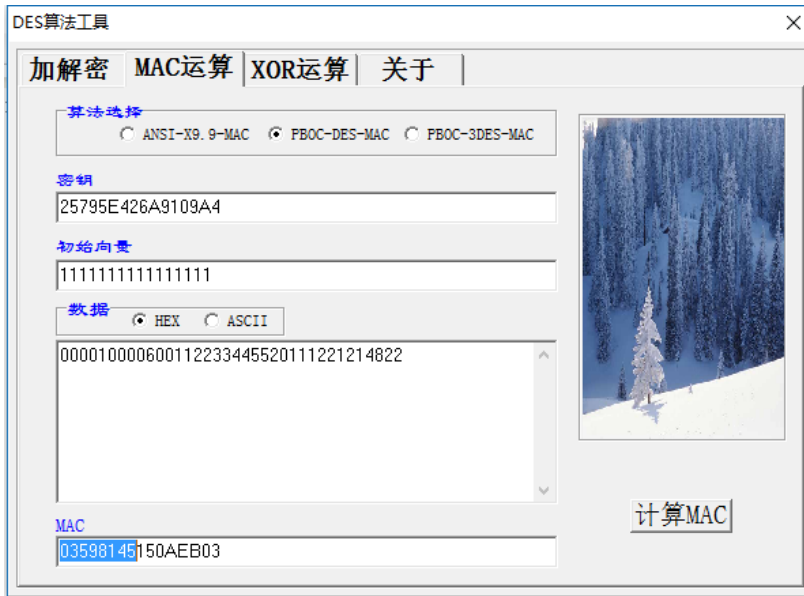 DES算法工具
加解密 MAC运算 XOR运算 关于
算法选择
ANSI-X9.9-MAC PBOC-DES-MAC PBOC-3DES-MAC
密钥
25795E426A9109A4
初始向量
1111111111111111
数据 HEX ASCII
000010000600112233445520111221214822
计算MAC
MAC
03598145150AEB03